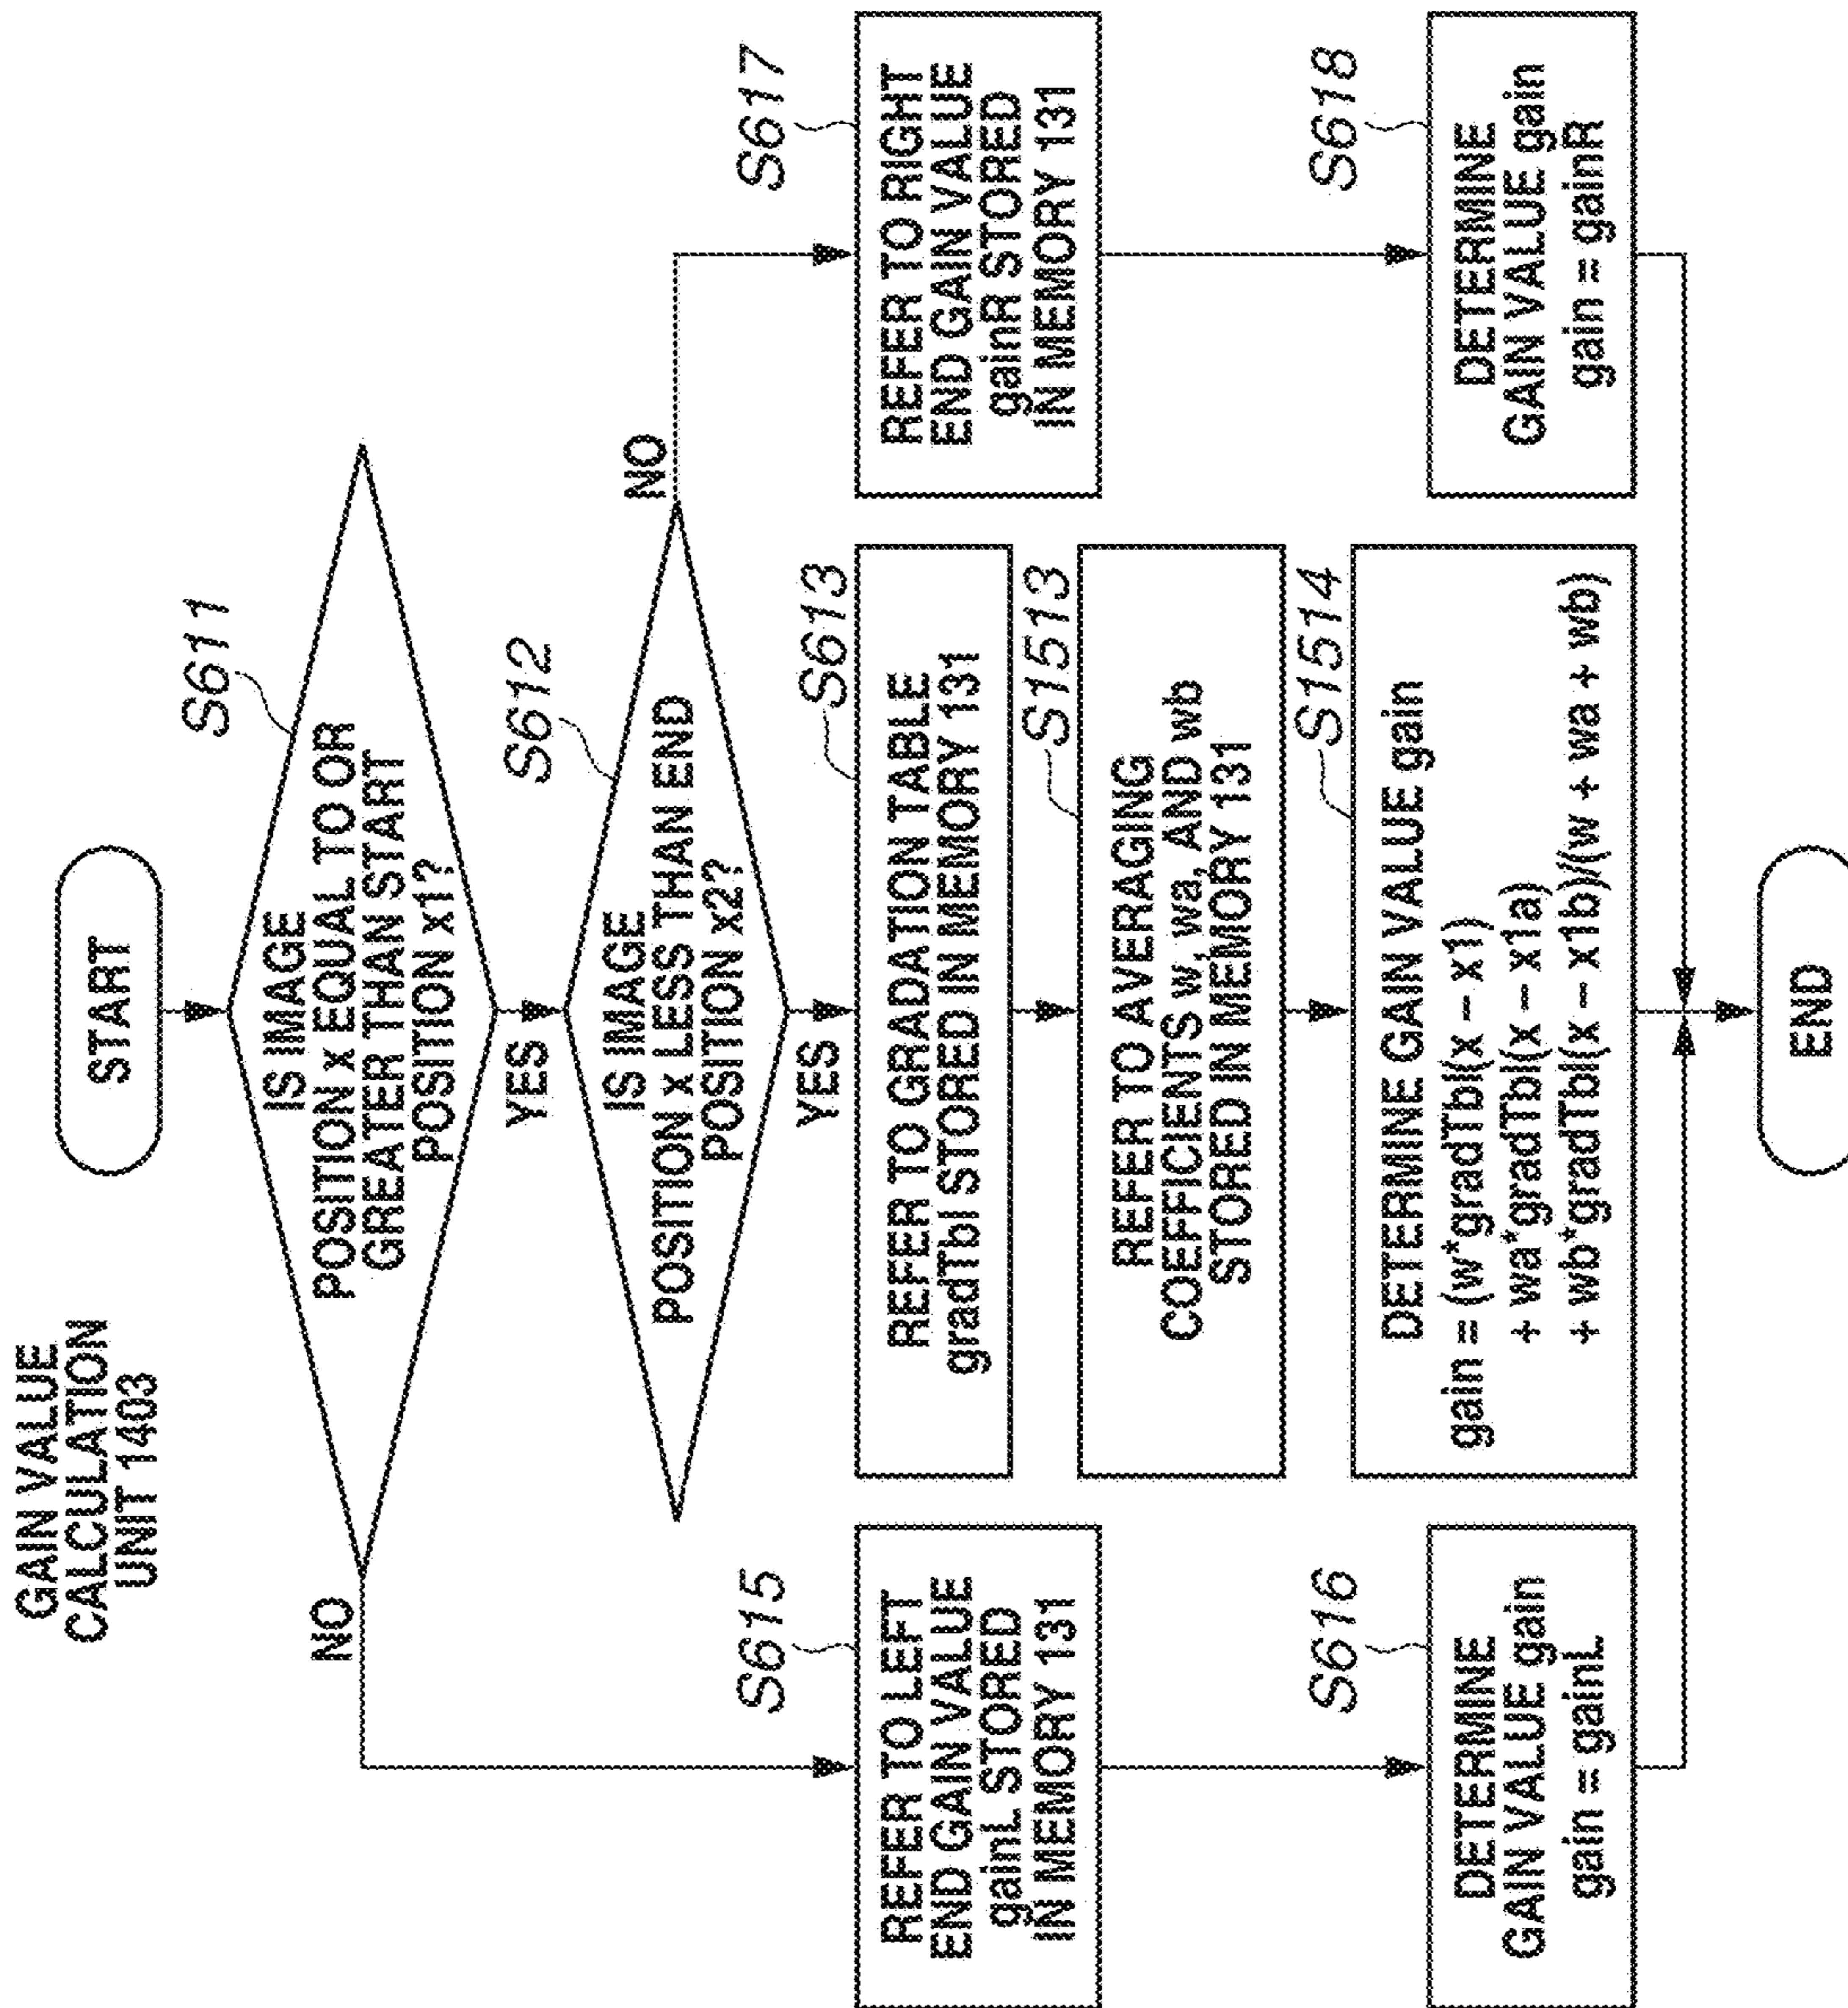 GAIN VALUE
CALCULATION
UNIT 1403
START
S611
IS IMAGE
POSITION x EQUAL TO OR
GREATER THAN START
POSITION x1?
NO
YES
S612
IS IMAGE
POSITION x LESS THAN END
POSITION x2?
NO
YES
S615
REFER TO LEFT
END GAIN VALUE
gainL STORED
IN MEMORY 131
S613
REFER TO GRADATION TABLE
gradTbl STORED IN MEMORY 131
S617
REFER TO RIGHT
END GAIN VALUE
gainR STORED
IN MEMORY 131
S1513
REFER TO AVERAGING
COEFFICIENTS w, wa, AND wb
STORED IN MEMORY 131
S616
DETERMINE
GAIN VALUE gain
gain = gainL
S1514
DETERMINE GAIN VALUE gain
gain = (w*gradTbl(x – x1)
+ wa*gradTbl(x – x1a)
+ wb*gradTbl(x – x1b)/(w + wa + wb)
S618
DETERMINE
GAIN VALUE gain
gain = gainR
END